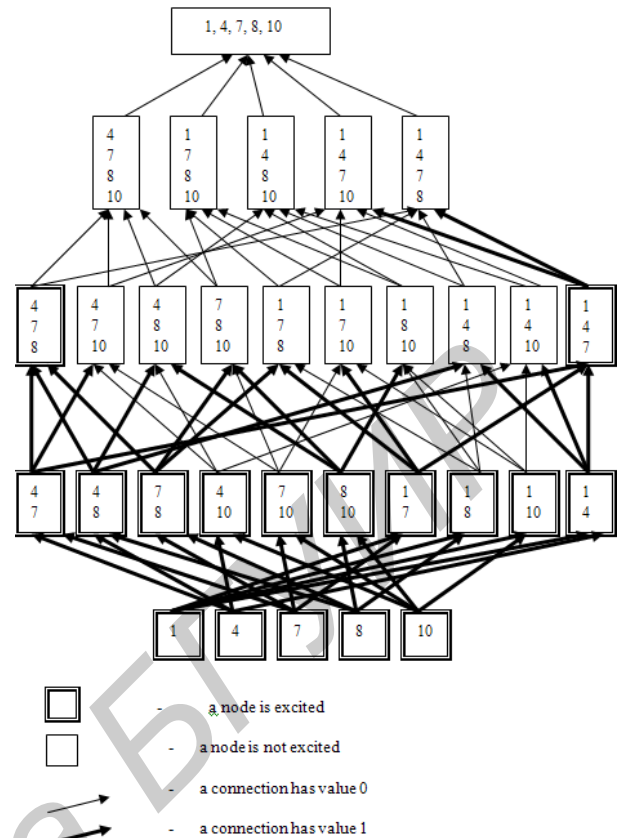 1, 4, 7, 8, 10
4 1 1 1 1
7 7 4 4 4
8 8 8 7 7
10 10 10 10 8
4 4 4 7 1 1 1 1 1 1
7 7 8 8 7 7 8 4 4 4
8 10 10 10 8 10 10 8 10 7
4 4 7 4 7 8 1 1 1 1
7 8 8 10 10 10 7 8 10 4
1 4 7 8 10
- a node is excited
- a node is not excited
- a connection has value 0
- a connection has value 1
БГУИР